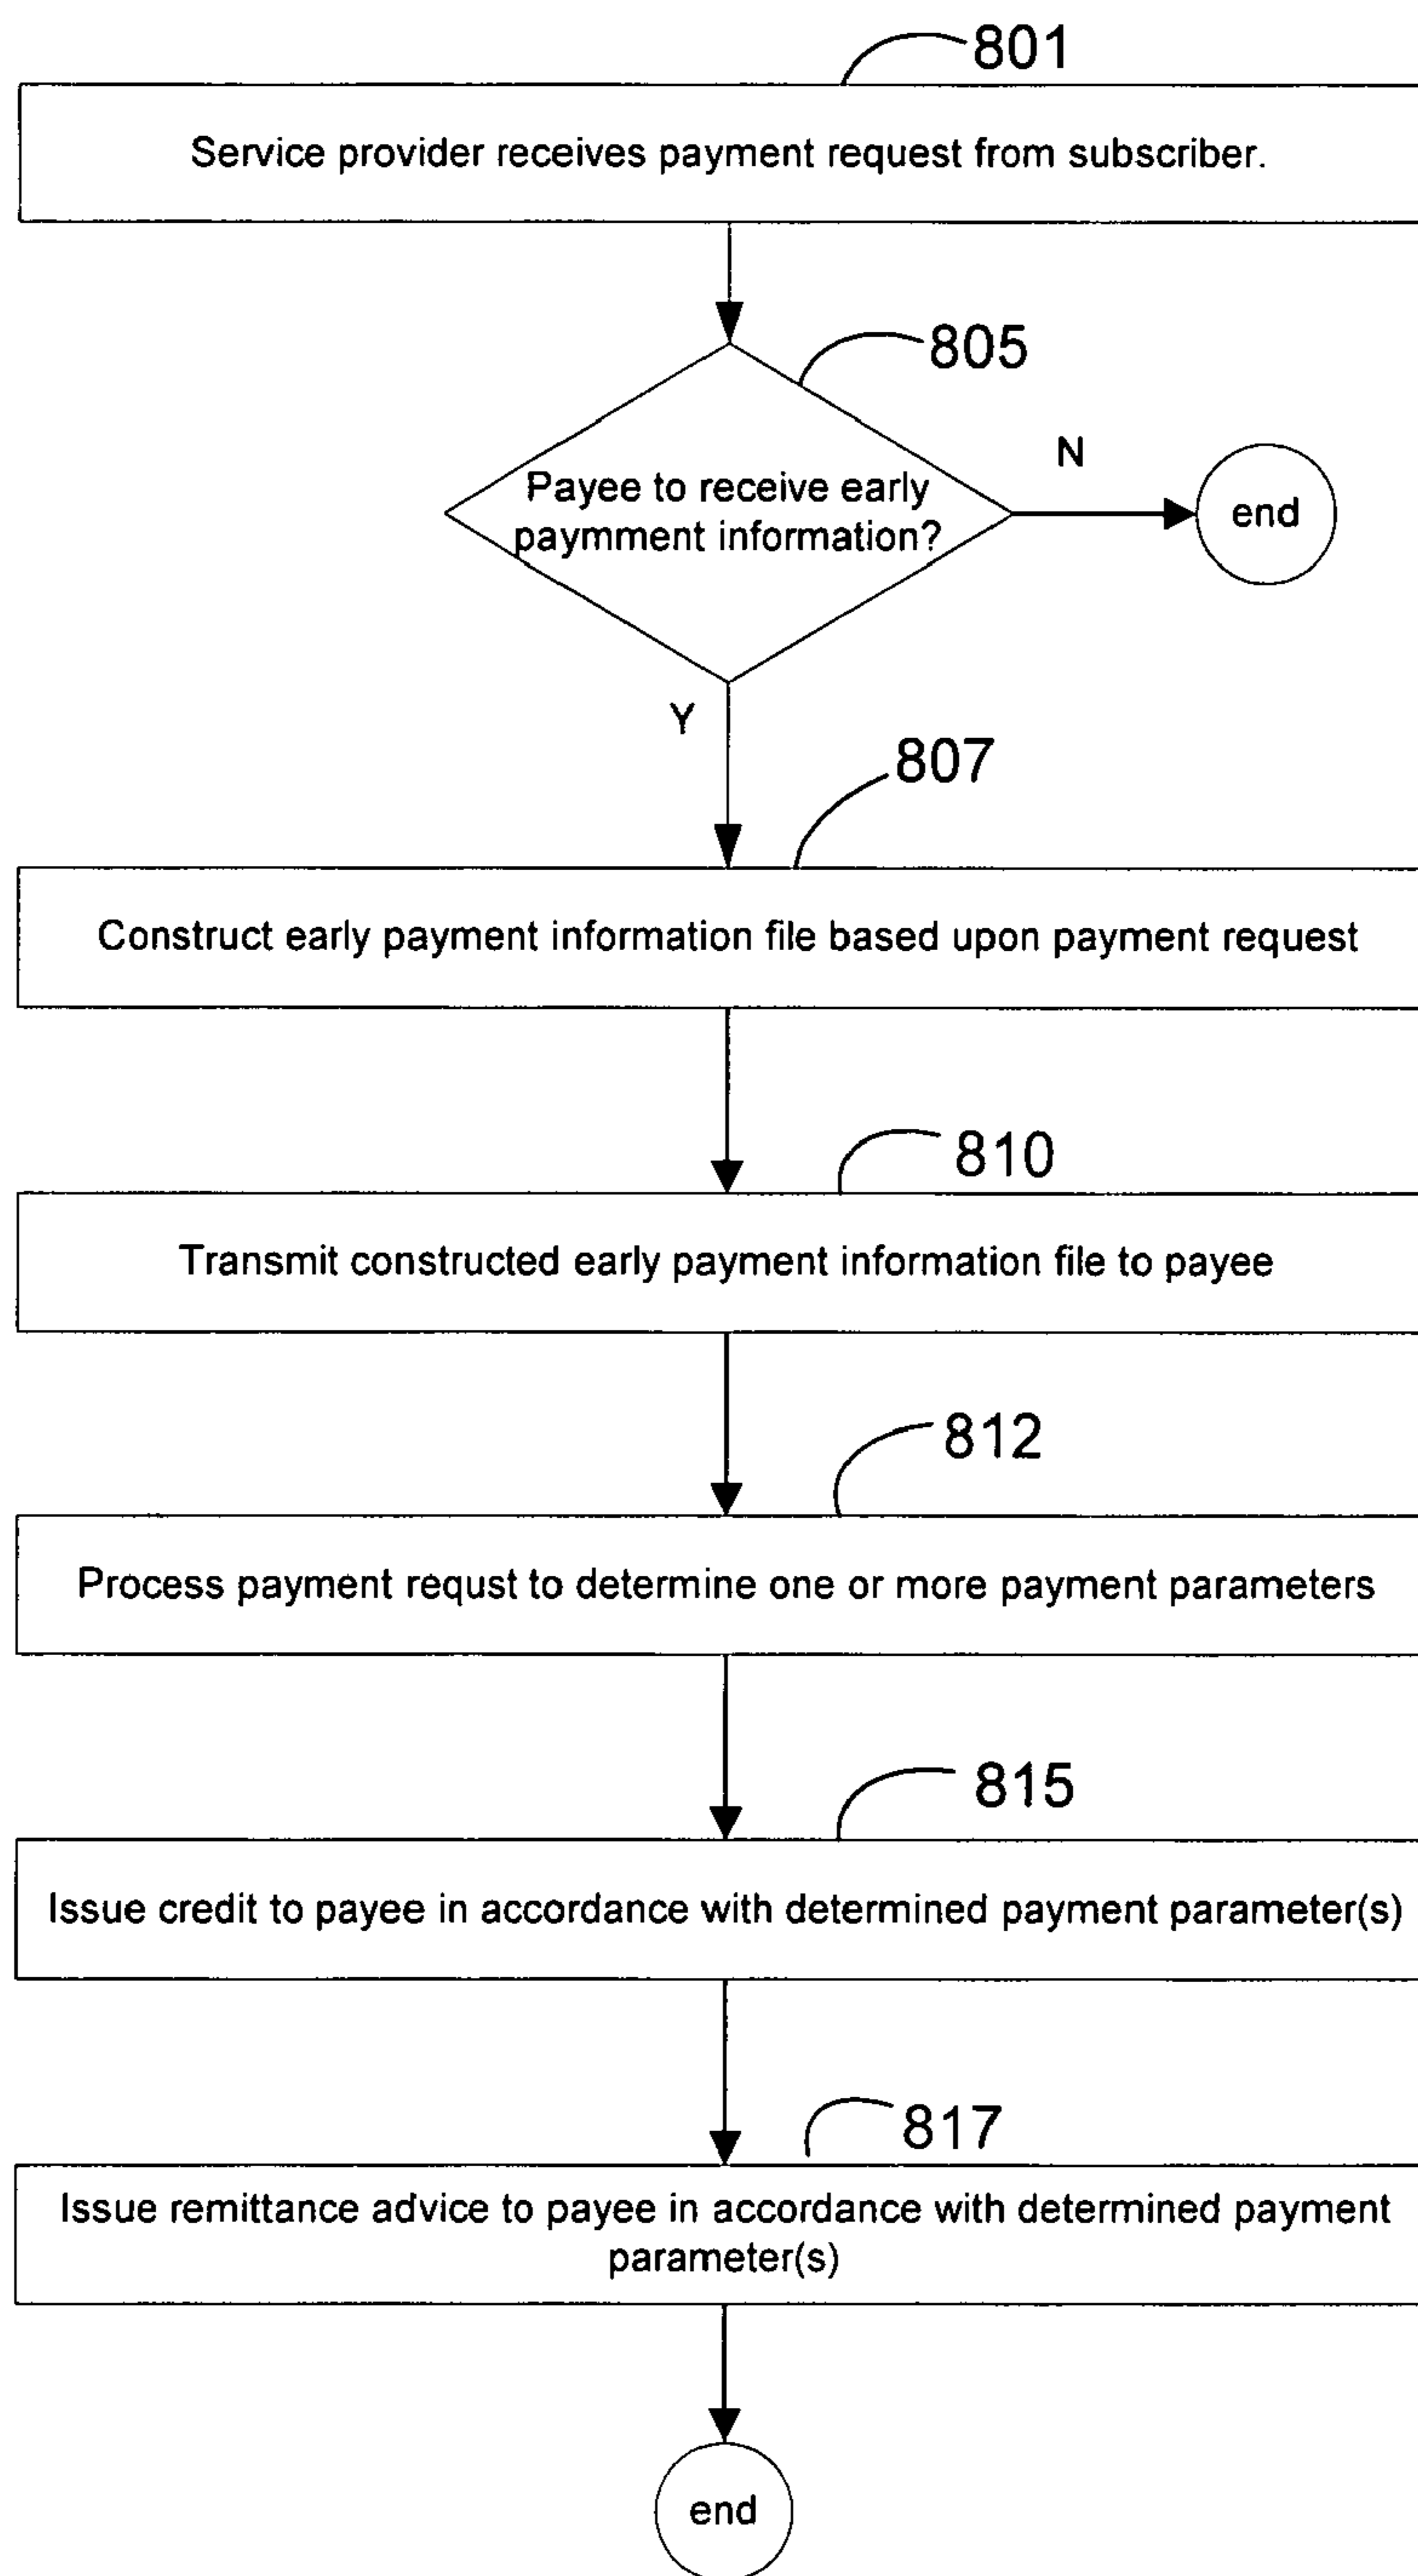 801
Service provider receives payment request from subscriber.
805
Payee to receive early
paymment information?
N
end
Y
807
Construct early payment information file based upon payment request
810
Transmit constructed early payment information file to payee
812
Process payment requst to determine one or more payment parameters
815
Issue credit to payee in accordance with determined payment parameter(s)
817
Issue remittance advice to payee in accordance with determined payment
parameter(s)
end